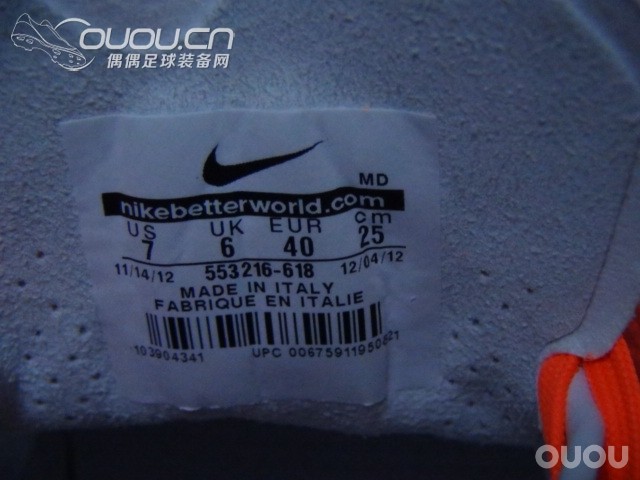 OUOU.CN
偶偶足球装备网
MD
nikebetterworld.com
US UK EUR cm
7 6 40 25
11/14/12 553216-618 12/04/12
MADE IN ITALY
FABRIQUE EN ITALIE
103904341 UPC 00675911950821
OUOU